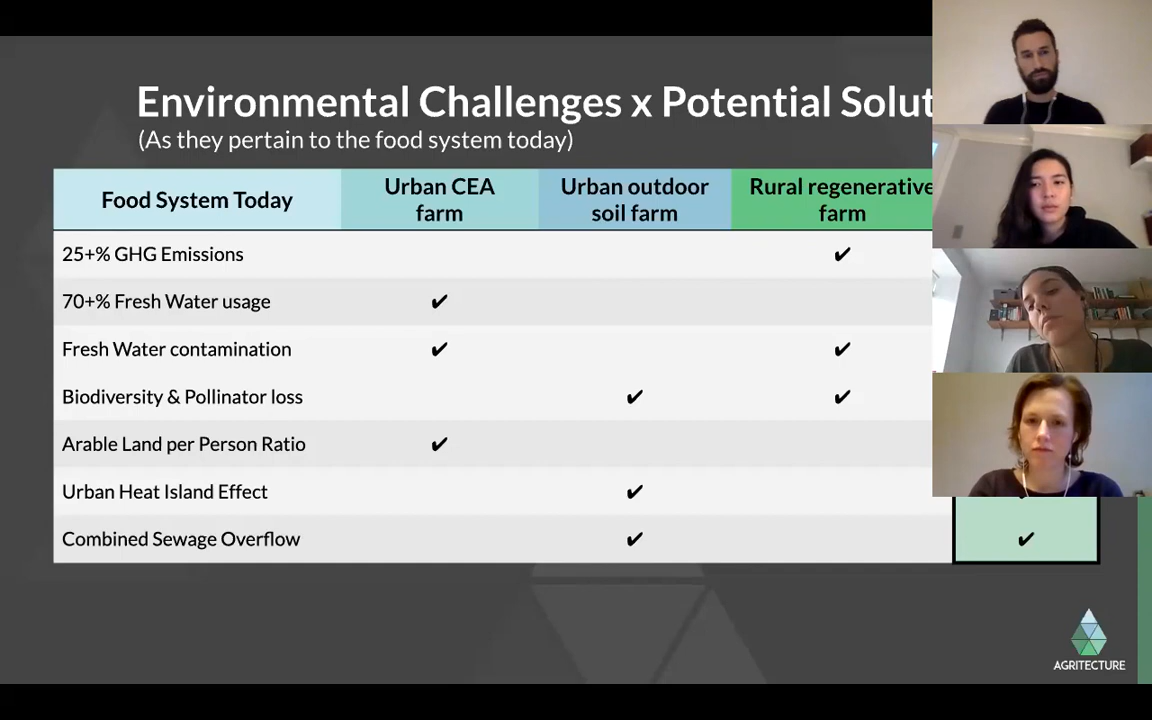 Environmental Challenges x Potential Solut
(As they pertain to the food system today)
Food System Today
Urban CEA
farm
Urban outdoor
soil farm
Rural regenerative
farm
25+% GHG Emissions ✔
70+% Fresh Water usage ✔
Fresh Water contamination ✔ ✔
Biodiversity & Pollinator loss ✔ ✔
Arable Land per Person Ratio ✔
Urban Heat Island Effect ✔
Combined Sewage Overflow ✔ ✔
AGRITECTURE